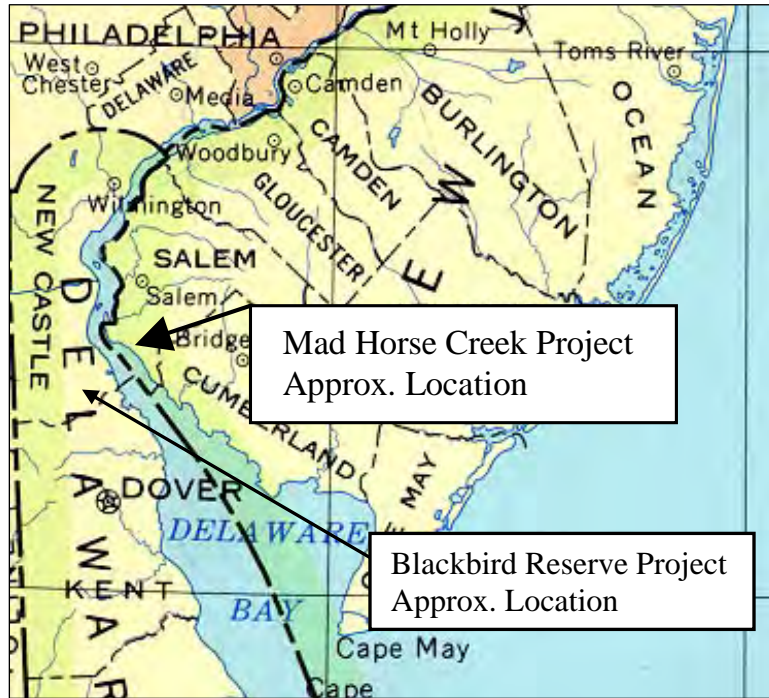 PHILADELPHIA
Mt Holly
Toms River
West
Chester
DELAWARE
Media
Camden
Woodbury
CAMDEN
BURLINGTON
OCEAN
GLOUCESTER
NEW CASTLE
Wilmington
SALEM
Salem
Bridge
CUMBERLAND
W
E
Mad Horse Creek Project
Approx. Location
DELAWAR
DOVER
MAY
DELAWARE
BAY
KENT
Blackbird Reserve Project
Approx. Location
Cape May
Cape